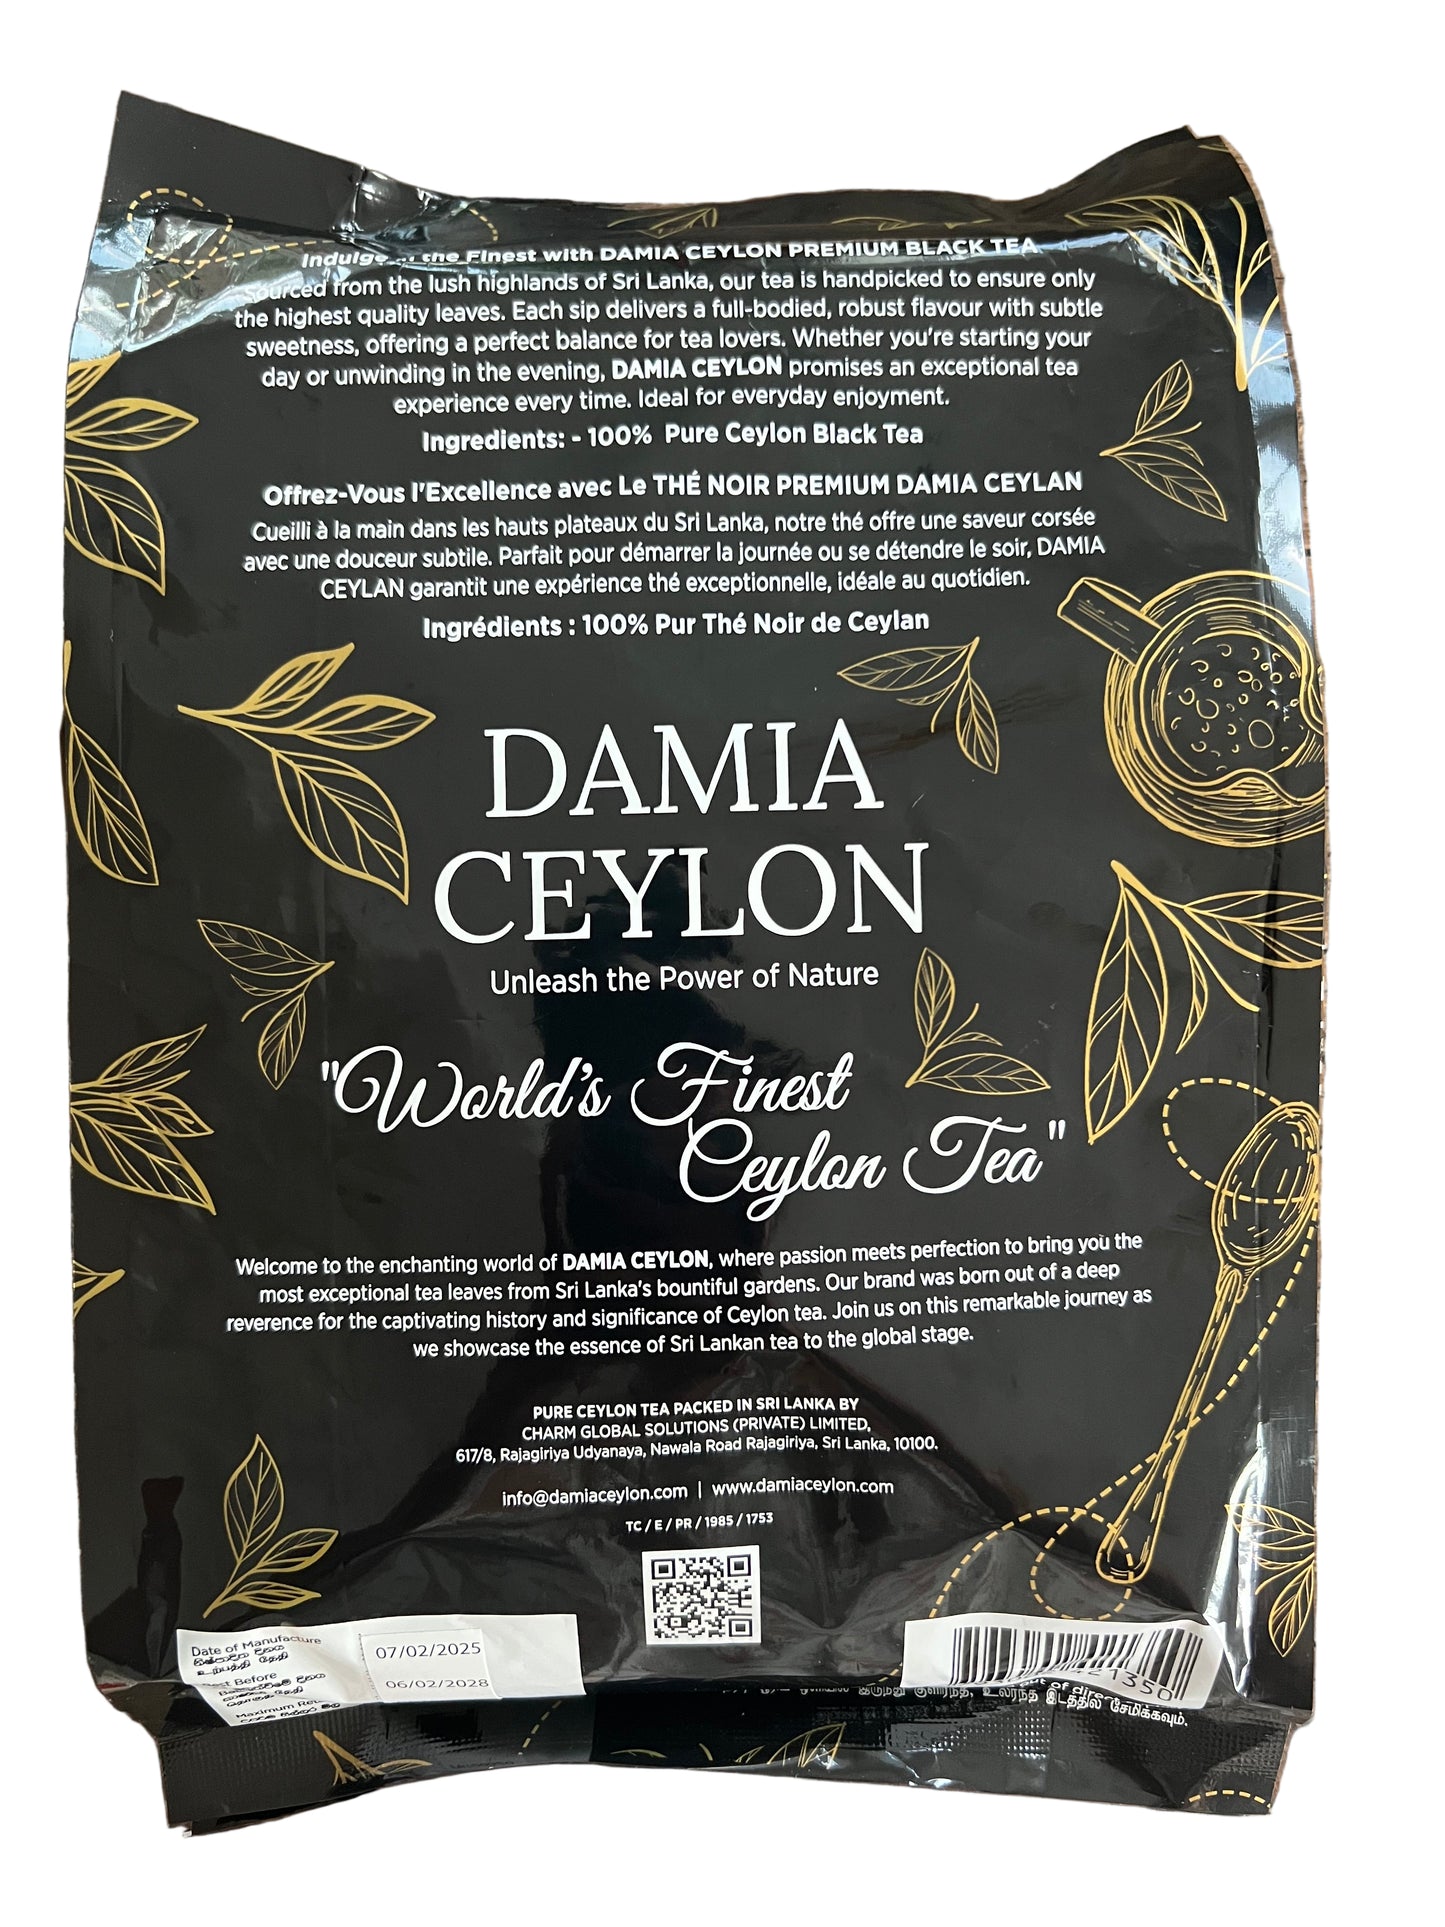 Indulge the Finest with DAMIA CEYLON PREMIUM BLACK TEA
Sourced from the lush highlands of Sri Lanka, our tea is handpicked to ensure only
the highest quality leaves. Each sip delivers a full-bodied, robust flavour with subtle
sweetness, offering a perfect balance for tea lovers. Whether you're starting your
day or unwinding in the evening, DAMIA CEYLON promises an exceptional tea
experience every time. Ideal for everyday enjoyment.
Ingredients: - 100% Pure Ceylon Black Tea
Offrez-Vous l'Excellence avec Le THÉ NOIR PREMIUM DAMIA CEYLAN
Cueilli à la main dans les hauts plateaux du Sri Lanka, notre thé offre une saveur corsée
avec une douceur subtile. Parfait pour démarrer la journée ou se détendre le soir, DAMIA
CEYLAN garantit une expérience thé exceptionnelle, idéale au quotidien.
Ingrédients : 100% Pur Thé Noir de Ceylan
DAMIA
CEYLON
Unleash the Power of Nature
"World's Finest
Ceylon Tea"
Welcome to the enchanting world of DAMIA CEYLON, where passion meets perfection to bring you the
most exceptional tea leaves from Sri Lanka's bountiful gardens. Our brand was born out of a deep
reverence for the captivating history and significance of Ceylon tea. Join us on this remarkable journey as
we showcase the essence of Sri Lankan tea to the global stage.
PURE CEYLON TEA PACKED IN SRI LANKA BY
CHARM GLOBAL SOLUTIONS (PRIVATE) LIMITED,
617/8, Rajagiriya Udyanaya, Nawala Road Rajagiriya, Sri Lanka, 10100.
info@damiaceylon.com | www.damiaceylon.com
TC / E / PR / 1985 / 1753
Date of Manufacture 07/02/2025
உற்பத்தி தேதி
Before 06/02/2028
Maximum
இருந்து குளிர்ந்த, உலர்ந்த இடத்தில் சேமிக்கவும்.